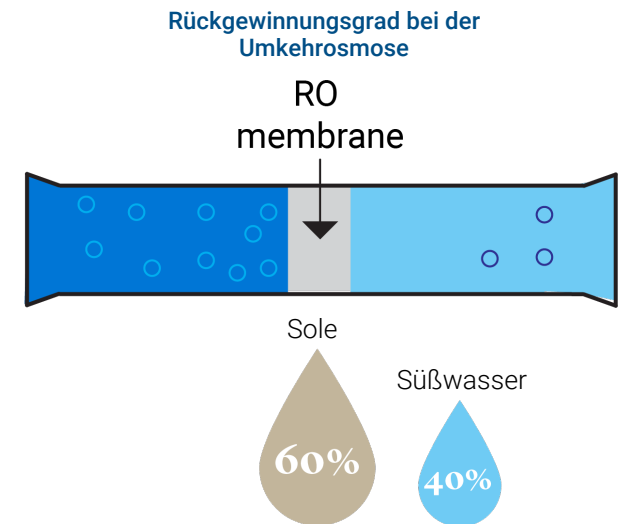 Rückgewinnungsgrad bei der
Umkehrosmose
RO
membrane
Sole
Süßwasser
60%
40%